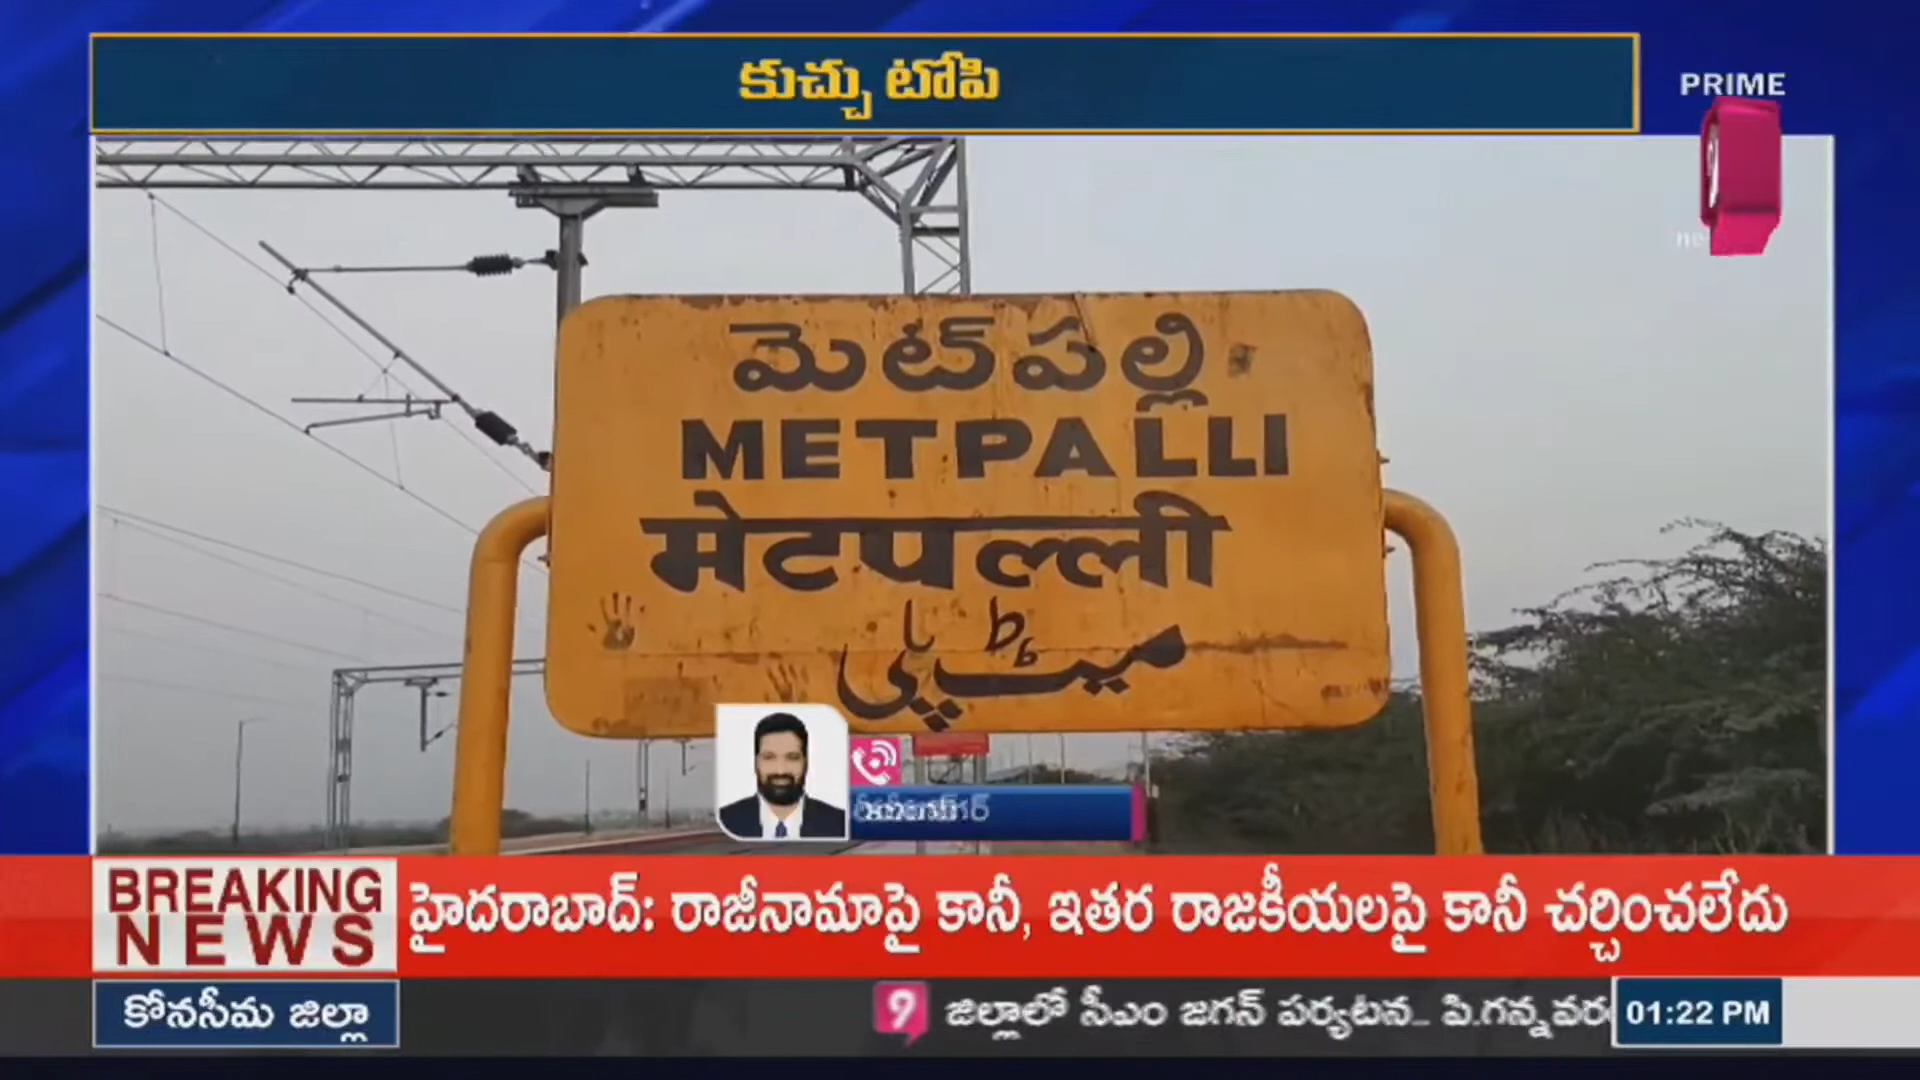 కుచ్చు టోపి
PRIME
మెట్‌పల్లి
METPALLI
मेटपल्ली
میٹ پلی
BREAKING NEWS
హైదరాబాద్: రాజీనామాపై కానీ, ఇతర రాజకీయలపై కానీ చర్చించలేదు
కోనసీమ జిల్లా
9 జిల్లాలో సీఎం జగన్ పర్యటన.. పి.గన్నవరం
01:22 PM